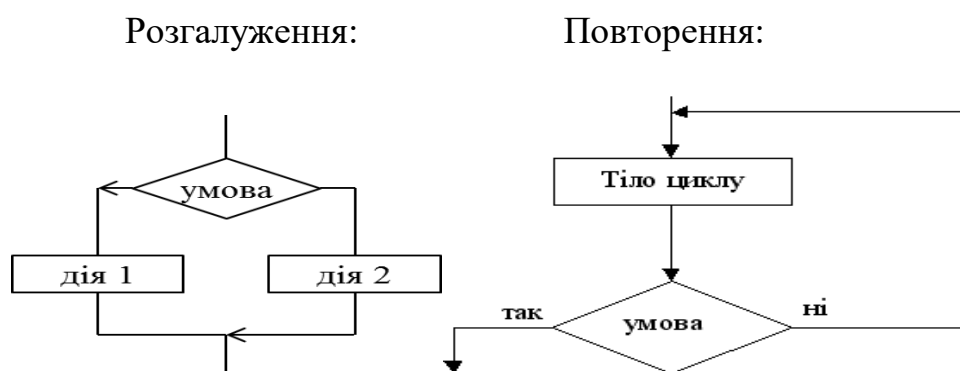 Розгалуження:
Повторення:
умова
дія 1
дія 2
Тіло циклу
умова
так
ні